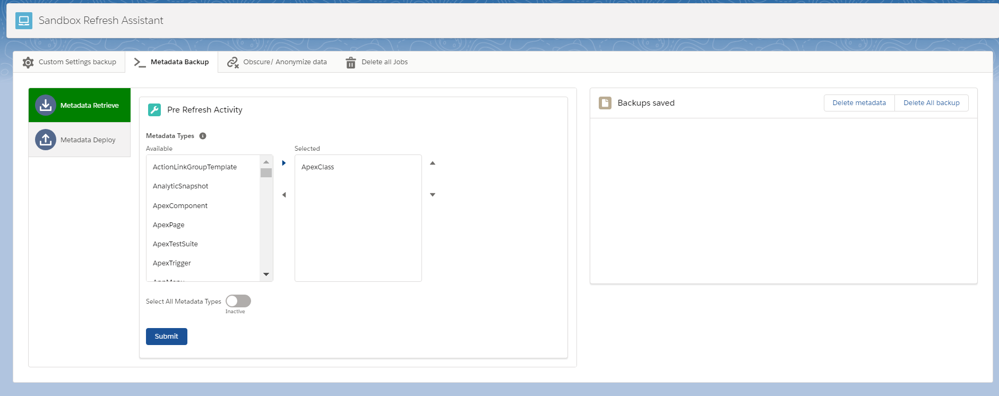 Sandbox Refresh Assistant
Custom Settings backup
Metadata Backup
Obscure/ Anonymize data
Delete all Jobs
Metadata Retrieve
Metadata Deploy
Pre Refresh Activity
Metadata Types
Available
ActionLinkGroupTemplate
AnalyticSnapshot
ApexComponent
ApexPage
ApexTestSuite
ApexTrigger
AppMenu
Selected
ApexClass
Select All Metadata Types
Inactive
Submit
Backups saved
Delete metadata
Delete All backup